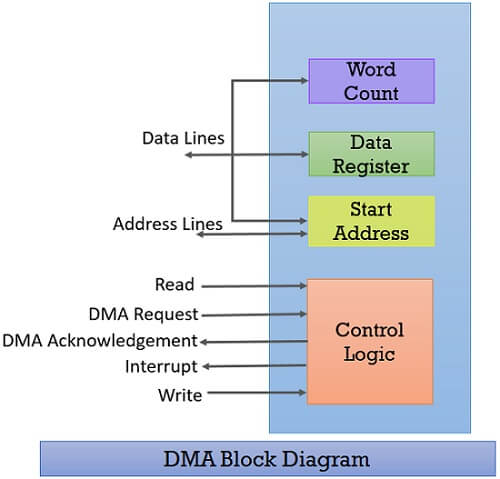 Word
Count
Data Lines
Data
Register
Start
Address
Address Lines
Read
DMA Request
DMA Acknowledgement
Interrupt
Write
Control
Logic
DMA Block Diagram